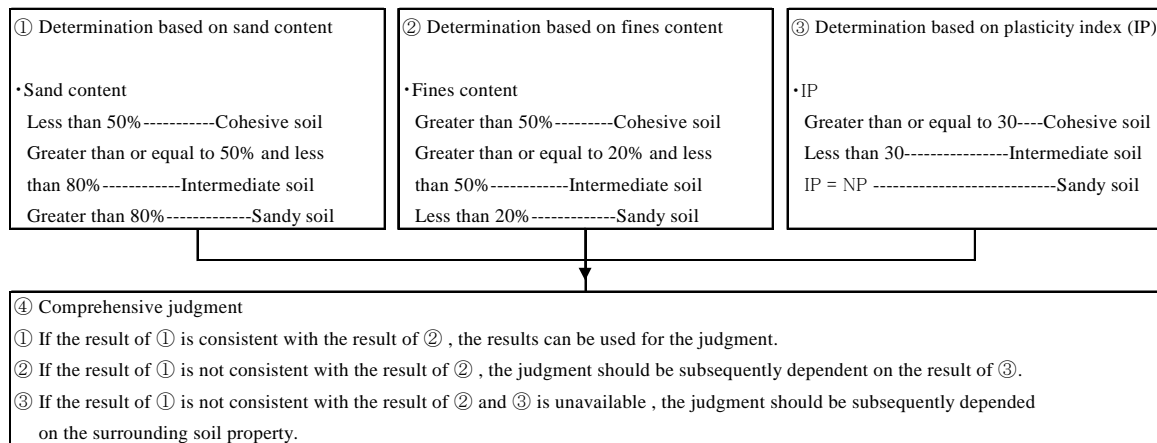 ① Determination based on sand content
・Sand content
Less than 50%-----------Cohesive soil
Greater than or equal to 50% and less
than 80%------------Intermediate soil
Greater than 80%-------------Sandy soil
② Determination based on fines content
・Fines content
Greater than 50%---------Cohesive soil
Greater than or equal to 20% and less
than 50%------------Intermediate soil
Less than 20%-------------Sandy soil
③ Determination based on plasticity index (IP)
・IP
Greater than or equal to 30----Cohesive soil
Less than 30----------------Intermediate soil
IP = NP ----------------------------Sandy soil
④ Comprehensive judgment
① If the result of ① is consistent with the result of ② , the results can be used for the judgment.
② If the result of ① is not consistent with the result of ② , the judgment should be subsequently dependent on the result of ③.
③ If the result of ① is not consistent with the result of ② and ③ is unavailable , the judgment should be subsequently depended
on the surrounding soil property.